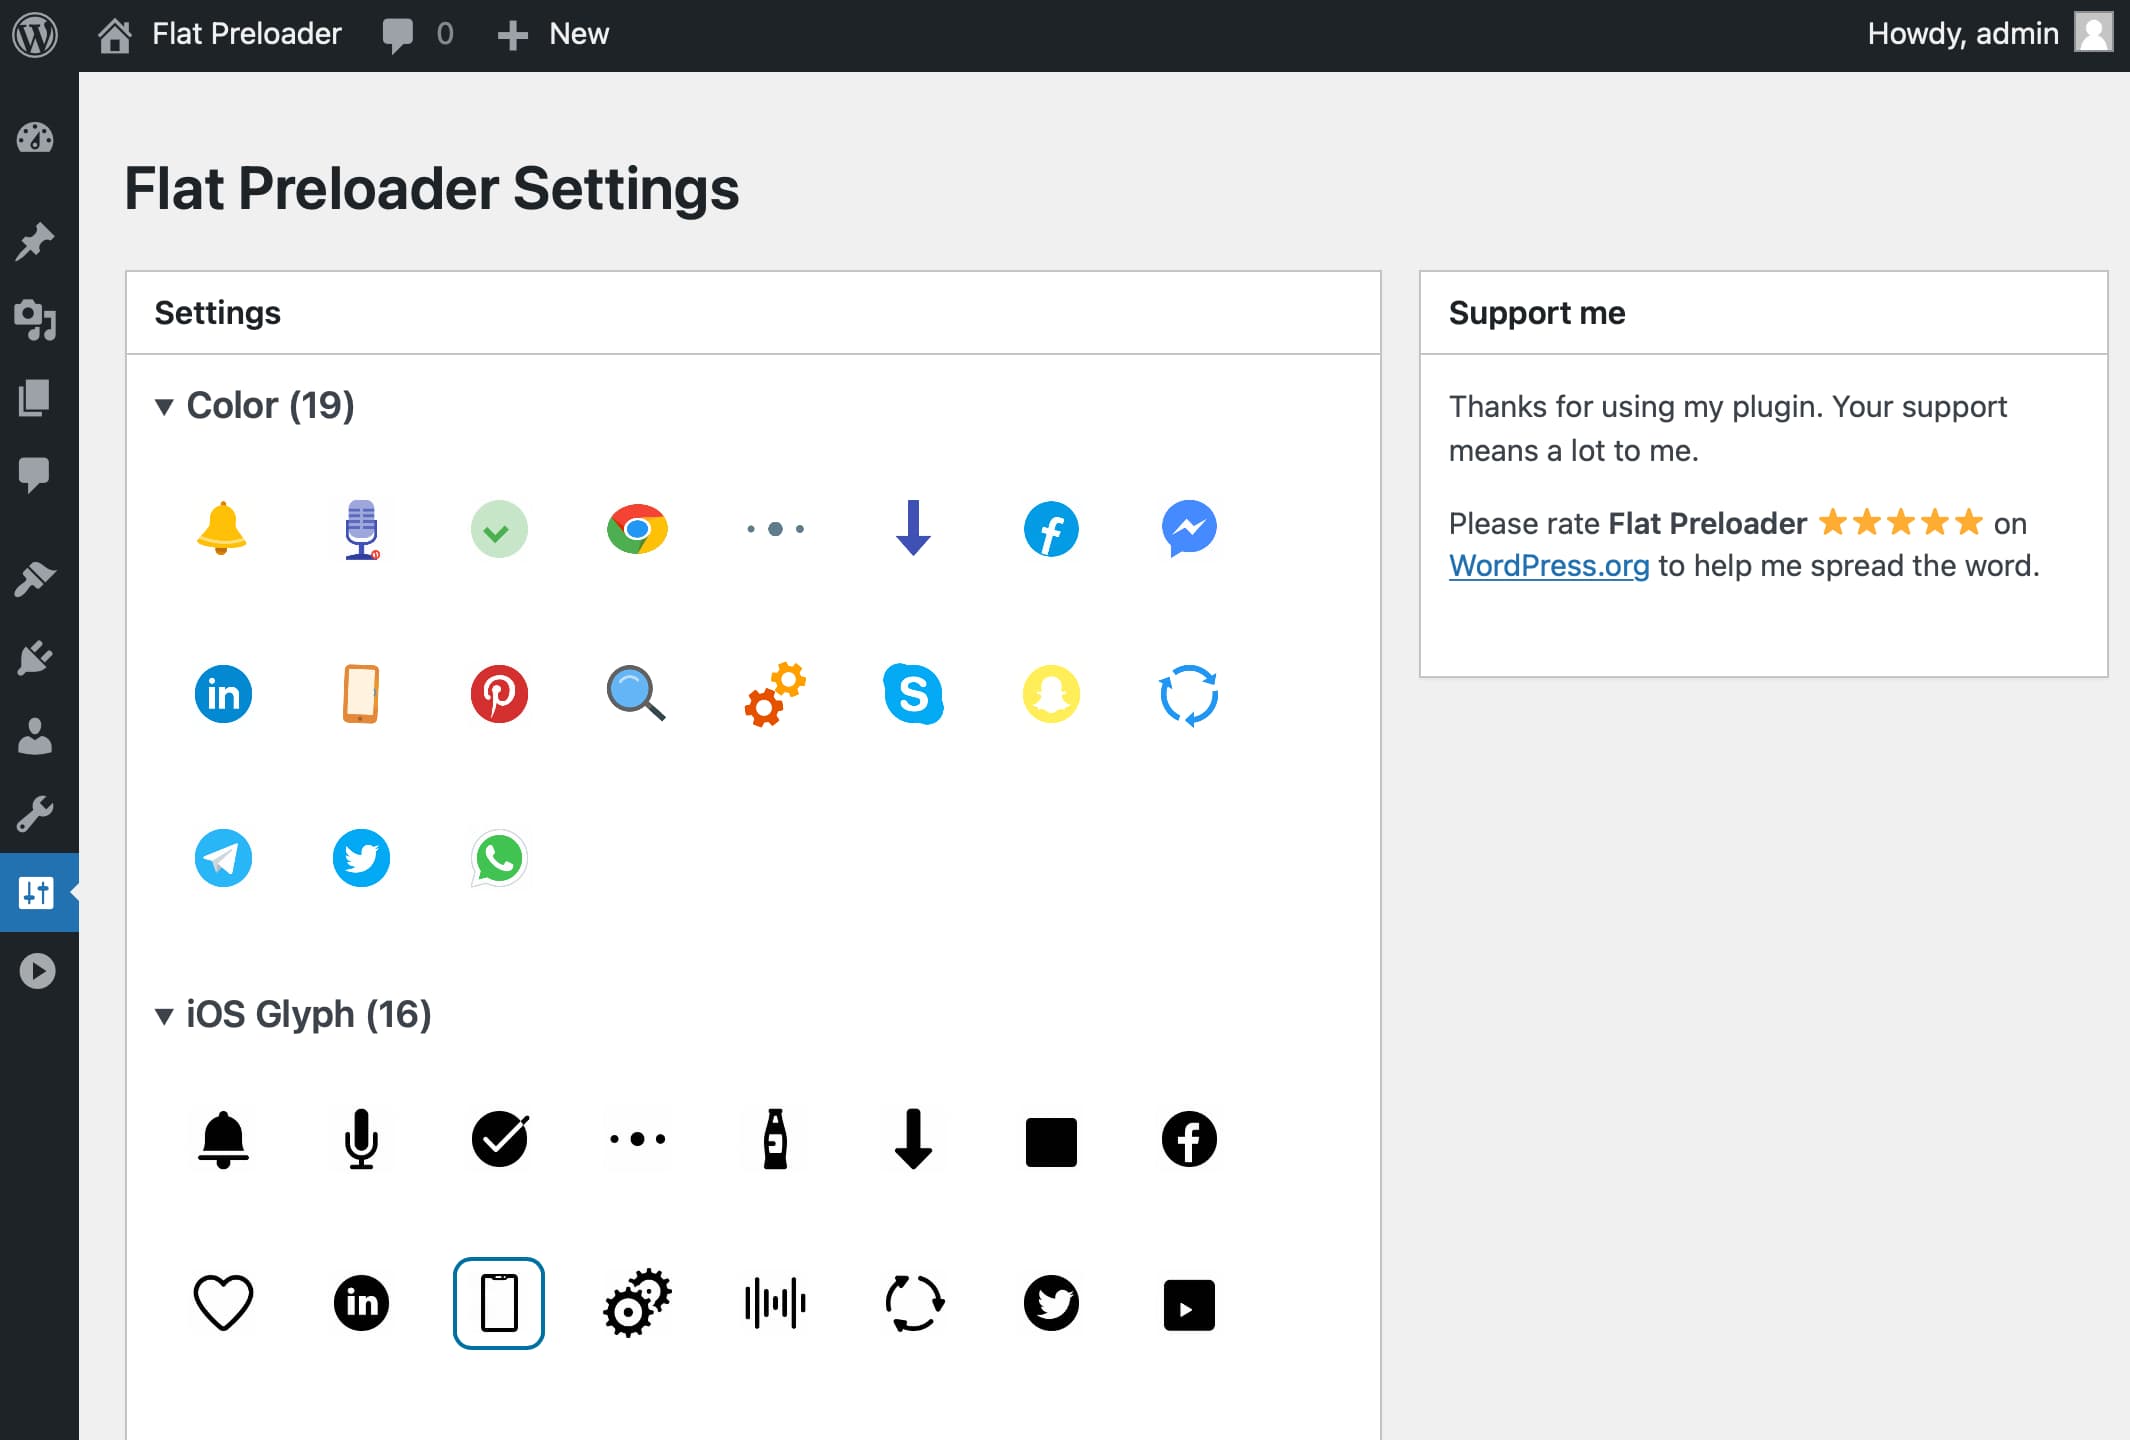 Flat Preloader 0 New Howdy, admin
Flat Preloader Settings
Settings
Color (19)
in
S
iOS Glyph (16)
in
Support me
Thanks for using my plugin. Your support
means a lot to me.
Please rate Flat Preloader ★★★★★ on
WordPress.org to help me spread the word.